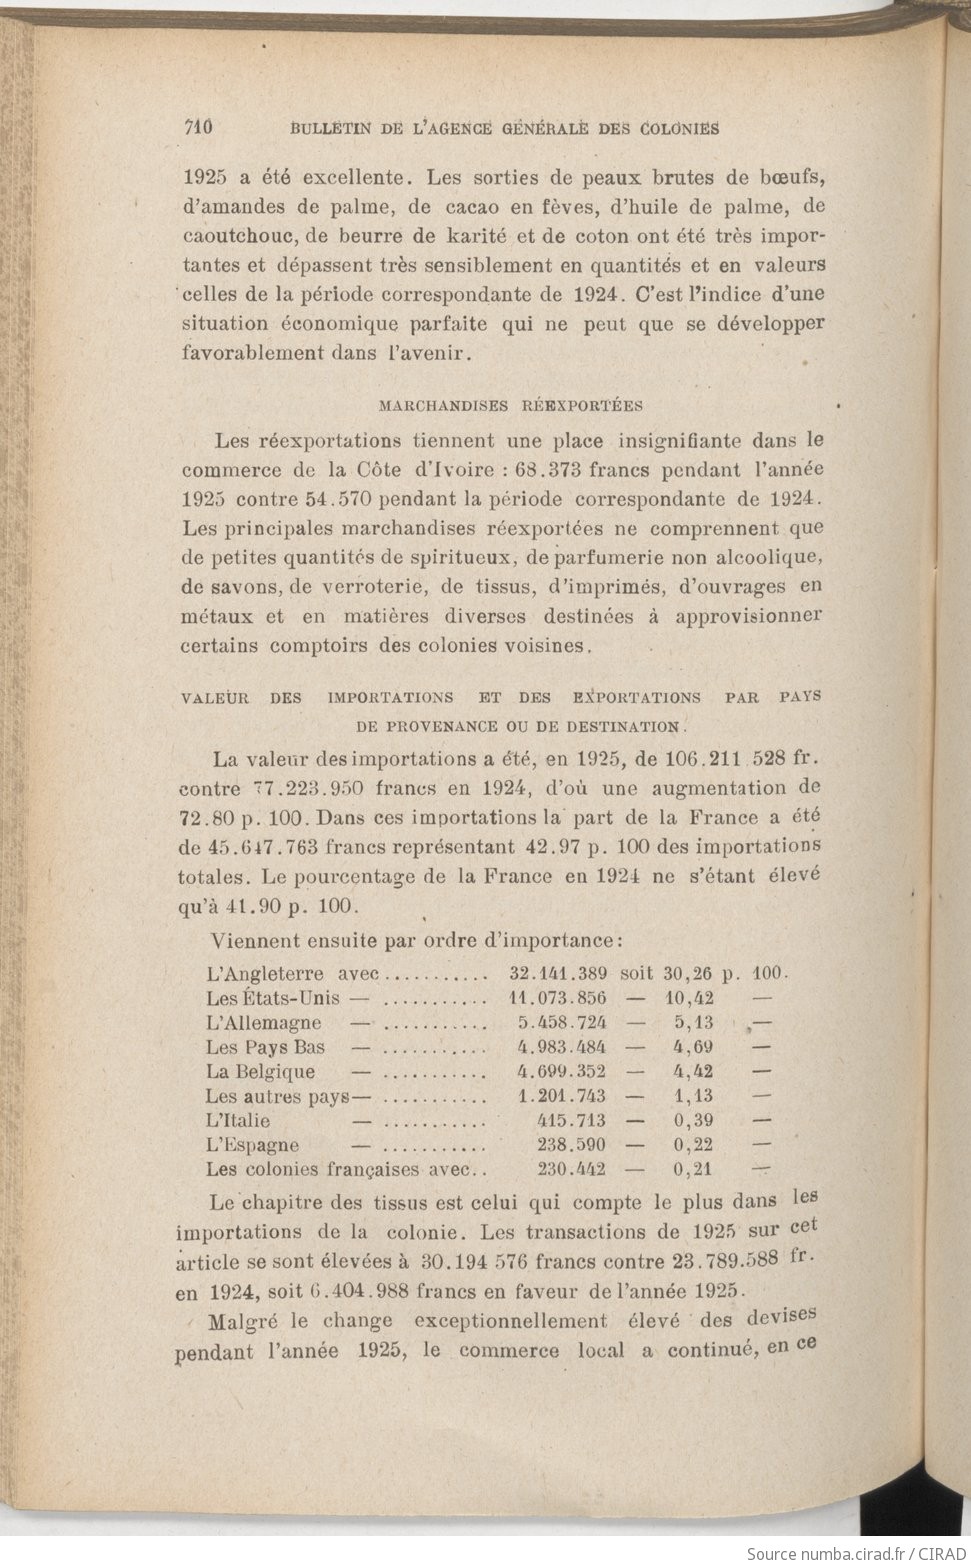 710 BULLETIN DE L'AGENCE GÉNÉRALE DES COLONIES
1925 a été excellente. Les sorties de peaux brutes de bœufs,
d'amandes de palme, de cacao en fèves, d'huile de palme, de
caoutchouc, de beurre de karité et de coton ont été très impor-
tantes et dépassent très sensiblement en quantités et en valeurs
celles de la période correspondante de 1924. C'est l'indice d'une
situation économique parfaite qui ne peut que se développer
favorablement dans l'avenir.
MARCHANDISES RÉEXPORTÉES
Les réexportations tiennent une place insignifiante dans le
commerce de la Côte d'Ivoire : 68.373 francs pendant l'année
1925 contre 54.570 pendant la période correspondante de 1924.
Les principales marchandises réexportées ne comprennent que
de petites quantités de spiritueux, de parfumerie non alcoolique,
de savons, de verroterie, de tissus, d'imprimés, d'ouvrages en
métaux et en matières diverses destinées à approvisionner
certains comptoirs des colonies voisines.
VALEUR DES IMPORTATIONS ET DES EXPORTATIONS PAR PAYS
DE PROVENANCE OU DE DESTINATION.
La valeur des importations a été, en 1925, de 106.211 528 fr.
contre 77.223.950 francs en 1924, d'où une augmentation de
72.80 p. 100. Dans ces importations la part de la France a été
de 45.647.763 francs représentant 42.97 p. 100 des importations
totales. Le pourcentage de la France en 1924 ne s'étant élevé
qu'à 41.90 p. 100.
Viennent ensuite par ordre d'importance :
L'Angleterre avec........... 32.141.389 soit 30,26 p. 100.
Les États-Unis — ........... 11.073.856 — 10,42 —
L'Allemagne — ........... 5.458.724 — 5,13 —
Les Pays Bas — ........... 4.983.484 — 4,69 —
La Belgique — ........... 4.699.352 — 4,42 —
Les autres pays— ........... 1.201.743 — 1,13 —
L'Italie — ........... 415.713 — 0,39 —
L'Espagne — ........... 238.590 — 0,22 —
Les colonies françaises avec.. 230.442 — 0,21 —
Le chapitre des tissus est celui qui compte le plus dans les
importations de la colonie. Les transactions de 1925 sur cet
article se sont élevées à 30.194 576 francs contre 23.789.588 fr.
en 1924, soit 6.404.988 francs en faveur de l'année 1925.
Malgré le change exceptionnellement élevé des devises
pendant l'année 1925, le commerce local a continué, en ce
Source numba.cirad.fr / CIRAD